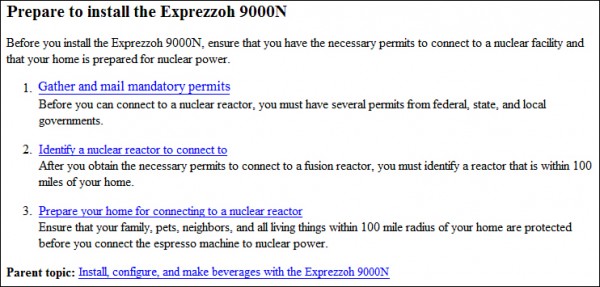 Prepare to install the Exprezzoh 9000N
Before you install the Exprezzoh 9000N, ensure that you have the necessary permits to connect to a nuclear facility and
that your home is prepared for nuclear power.
1. Gather and mail mandatory permits
Before you can connect to a nuclear reactor, you must have several permits from federal, state, and local
governments.
2. Identify a nuclear reactor to connect to
After you obtain the necessary permits to connect to a fusion reactor, you must identify a reactor that is within 100
miles of your home.
3. Prepare your home for connecting to a nuclear reactor
Ensure that your family, pets, neighbors, and all living things within 100 mile radius of your home are protected
before you connect the espresso machine to nuclear power.
Parent topic: Install, configure, and make beverages with the Exprezzoh 9000N